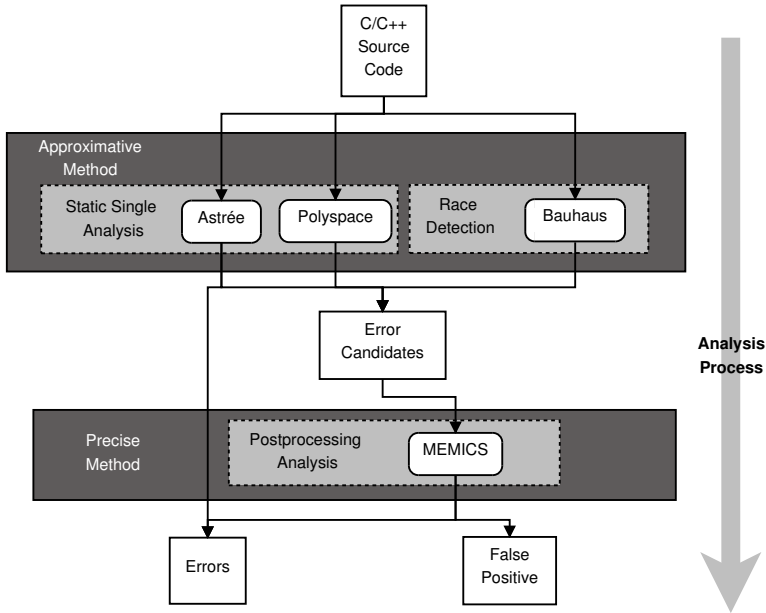 C/C++
Source
Code
Approximative
Method
Static Single
Analysis
Astrée
Polyspace
Race
Detection
Bauhaus
Error
Candidates
Analysis
Process
Precise
Method
Postprocessing
Analysis
MEMICS
Errors
False
Positive